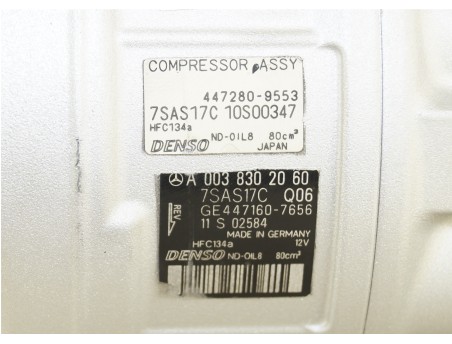 COMPRESSOR ASSY
447280-9553
7SAS17C 10S00347
HFC134a ND-OIL8 80cm³
DENSO JAPAN
A 003 830 20 60
7SAS17C Q06
REV GE447160-7656
11 S 02584
MADE IN GERMANY
HFC134a 12V
DENSO ND-OIL8 80cm³